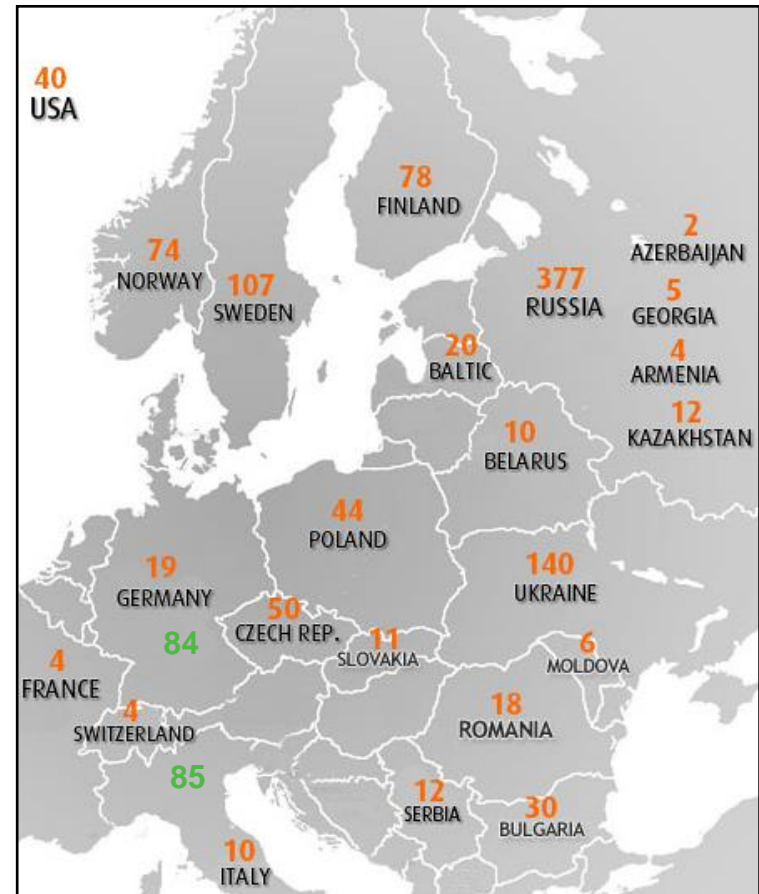 40
USA
78
FINLAND
2
AZERBAIJAN
74
NORWAY
107
SWEDEN
377
RUSSIA
5
GEORGIA
20
BALTIC
4
ARMENIA
12
KAZAKHSTAN
10
BELARUS
44
POLAND
19
GERMANY
84
50
CZECH REP.
140
UKRAINE
11
SLOVAKIA
6
MOLDOVA
4
FRANCE
4
SWITZERLAND
18
ROMANIA
85
12
SERBIA
30
BULGARIA
10
ITALY